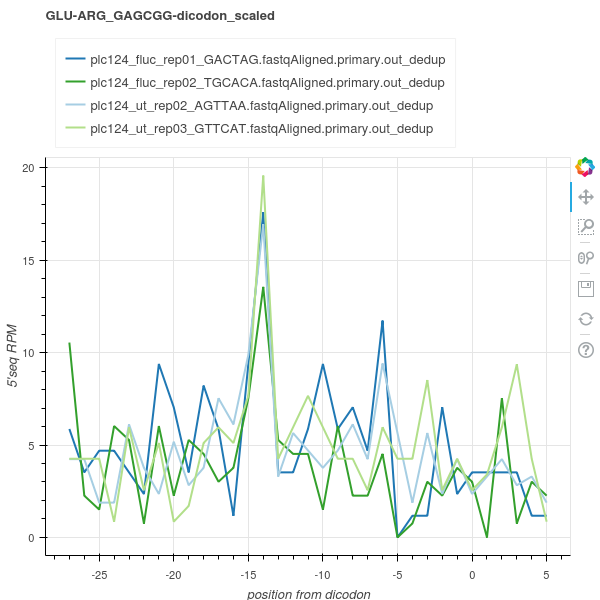 GLU-ARG_GAGCGG-dicodon_scaled
plc124_fluc_rep01_GACTAG.fastqAligned.primary.out_dedup
plc124_fluc_rep02_TGCACA.fastqAligned.primary.out_dedup
plc124_ut_rep02_AGTTAA.fastqAligned.primary.out_dedup
plc124_ut_rep03_GTTCAT.fastqAligned.primary.out_dedup
20
15
10
5
0
5'seq RPM
-25 -20 -15 -10 -5 0 5
position from dicodon